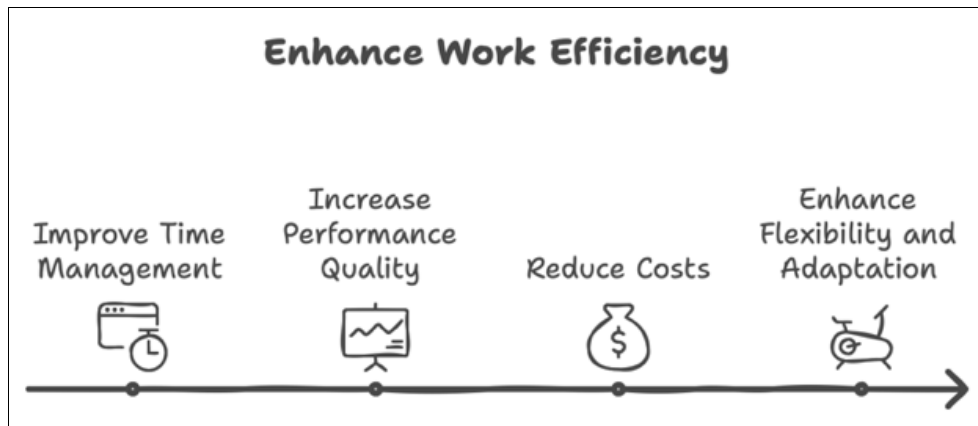 Enhance Work Efficiency
Improve Time
Management
Increase
Performance
Quality
Reduce Costs
Enhance
Flexibility and
Adaptation
$